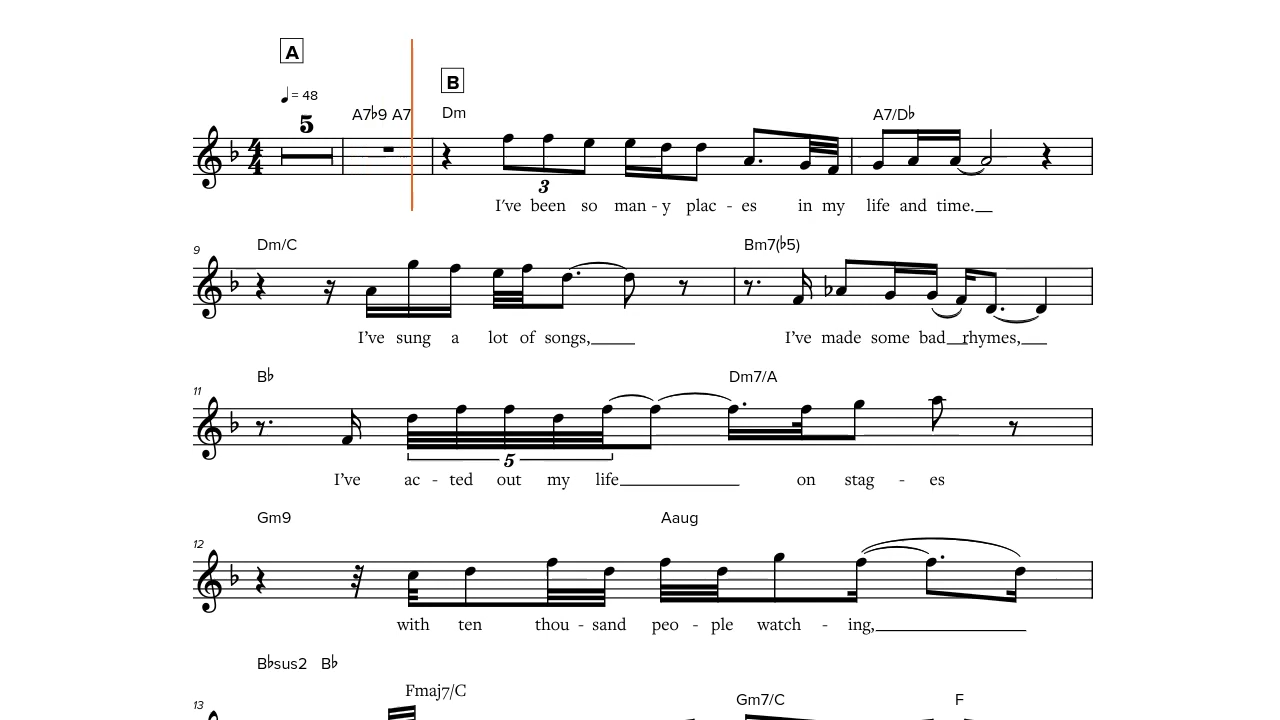 A
♩ = 48
5
A7♭9 A7
B
Dm
A7/D♭
4
4
3
I've been so man - y plac - es in my life and time.
9
Dm/C
Bm7(♭5)
I've sung a lot of songs, I've made some bad rhymes,
11
B♭
Dm7/A
5
I've ac - ted out my life on stag - es
12
Gm9
Aaug
with ten thou - sand peo - ple watch - ing,
B♭sus2 B♭
Fmaj7/C
Gm7/C
F
13